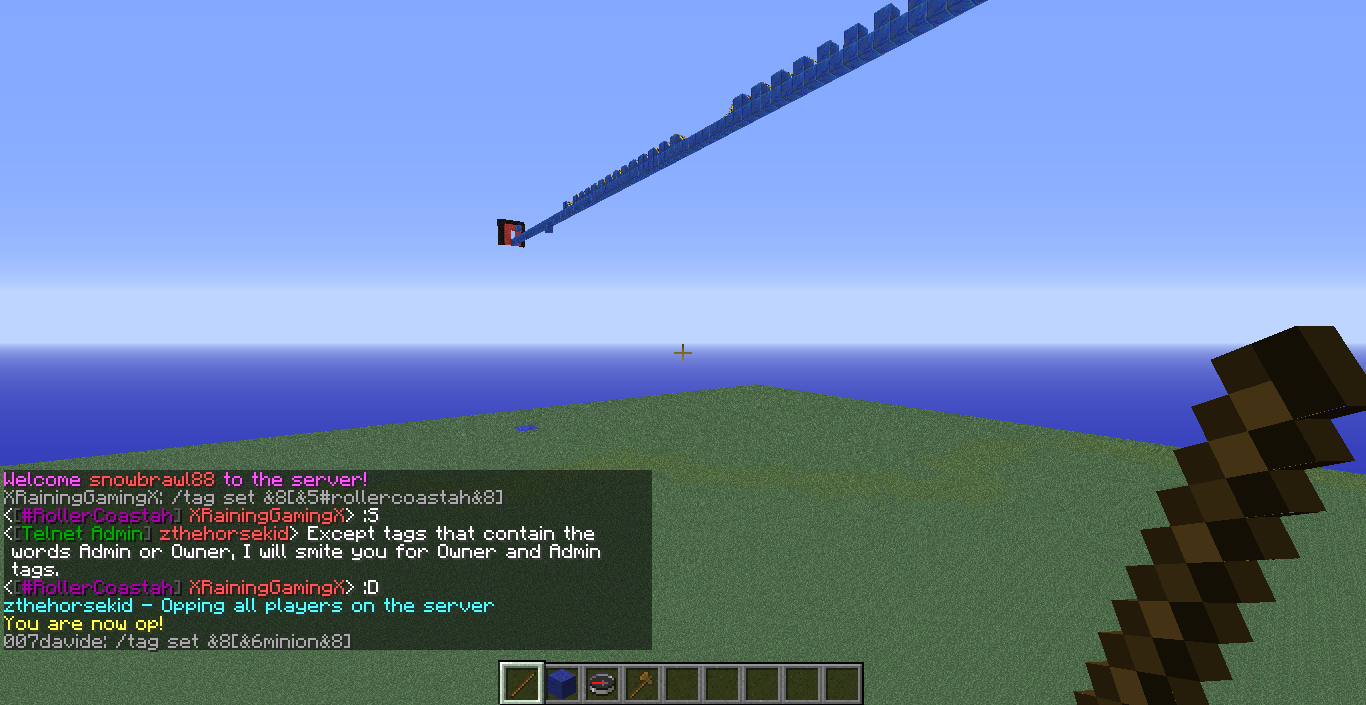 Welcome snowbrawl88 to the server!
XRainingGamingX: /tag set &8[&5#rollercoastah&8]
<[#RollerCoastah] XRainingGamingX> :S
<[Telnet Admin] zthehorsekid> Except tags that contain the
words Admin or Owner, I will smite you for Owner and Admin
tags.
<[#RollerCoastah] XRainingGamingX> :D
zthehorsekid - Opping all players on the server
You are now op!
007davide: /tag set &8[&6minion&8]